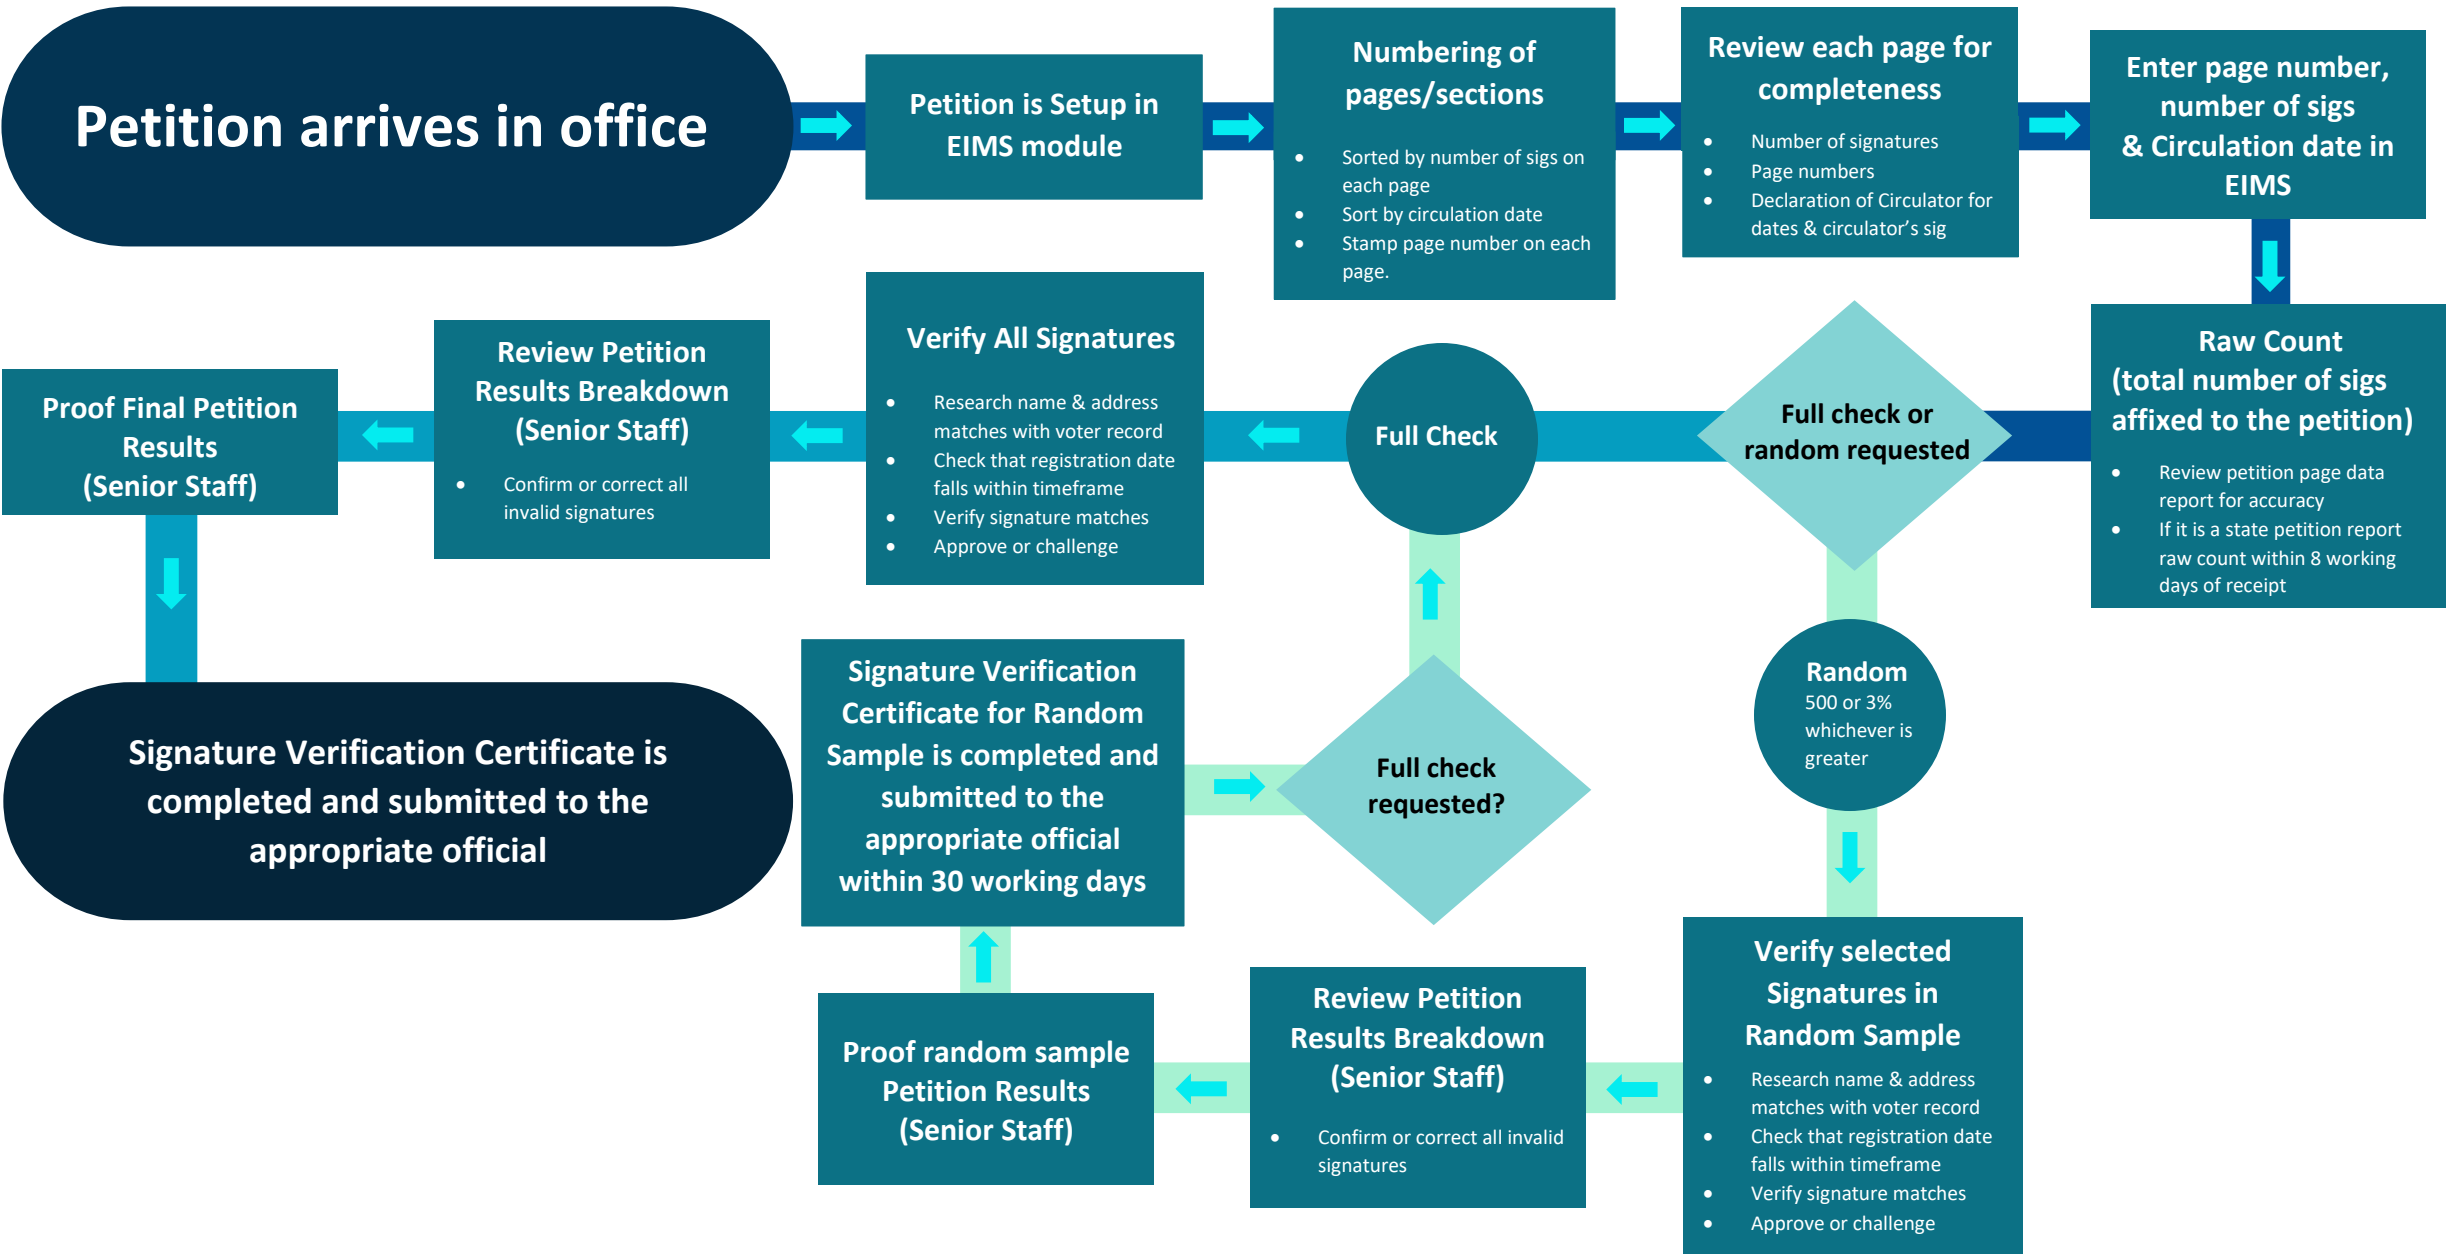 Petition arrives in office
Petition is Setup in
EIMS module
Numbering of
pages/sections
• Sorted by number of sigs on
each page
• Sort by circulation date
• Stamp page number on each
page.
Review each page for
completeness
• Number of signatures
• Page numbers
• Declaration of Circulator for
dates & circulator's sig
Enter page number,
number of sigs
& Circulation date in
EIMS
Raw Count
(total number of sigs
affixed to the petition)
• Review petition page data
report for accuracy
• If it is a state petition report
raw count within 8 working
days of receipt
Full check or
random requested
Full Check
Verify All Signatures
• Research name & address
matches with voter record
• Check that registration date
falls within timeframe
• Verify signature matches
• Approve or challenge
Review Petition
Results Breakdown
(Senior Staff)
• Confirm or correct all
invalid signatures
Proof Final Petition
Results
(Senior Staff)
Signature Verification Certificate is
completed and submitted to the
appropriate official
Random
500 or 3%
whichever is
greater
Verify selected
Signatures in
Random Sample
• Research name & address
matches with voter record
• Check that registration date
falls within timeframe
• Verify signature matches
• Approve or challenge
Review Petition
Results Breakdown
(Senior Staff)
• Confirm or correct all invalid
signatures
Proof random sample
Petition Results
(Senior Staff)
Signature Verification
Certificate for Random
Sample is completed and
submitted to the
appropriate official
within 30 working days
Full check
requested?